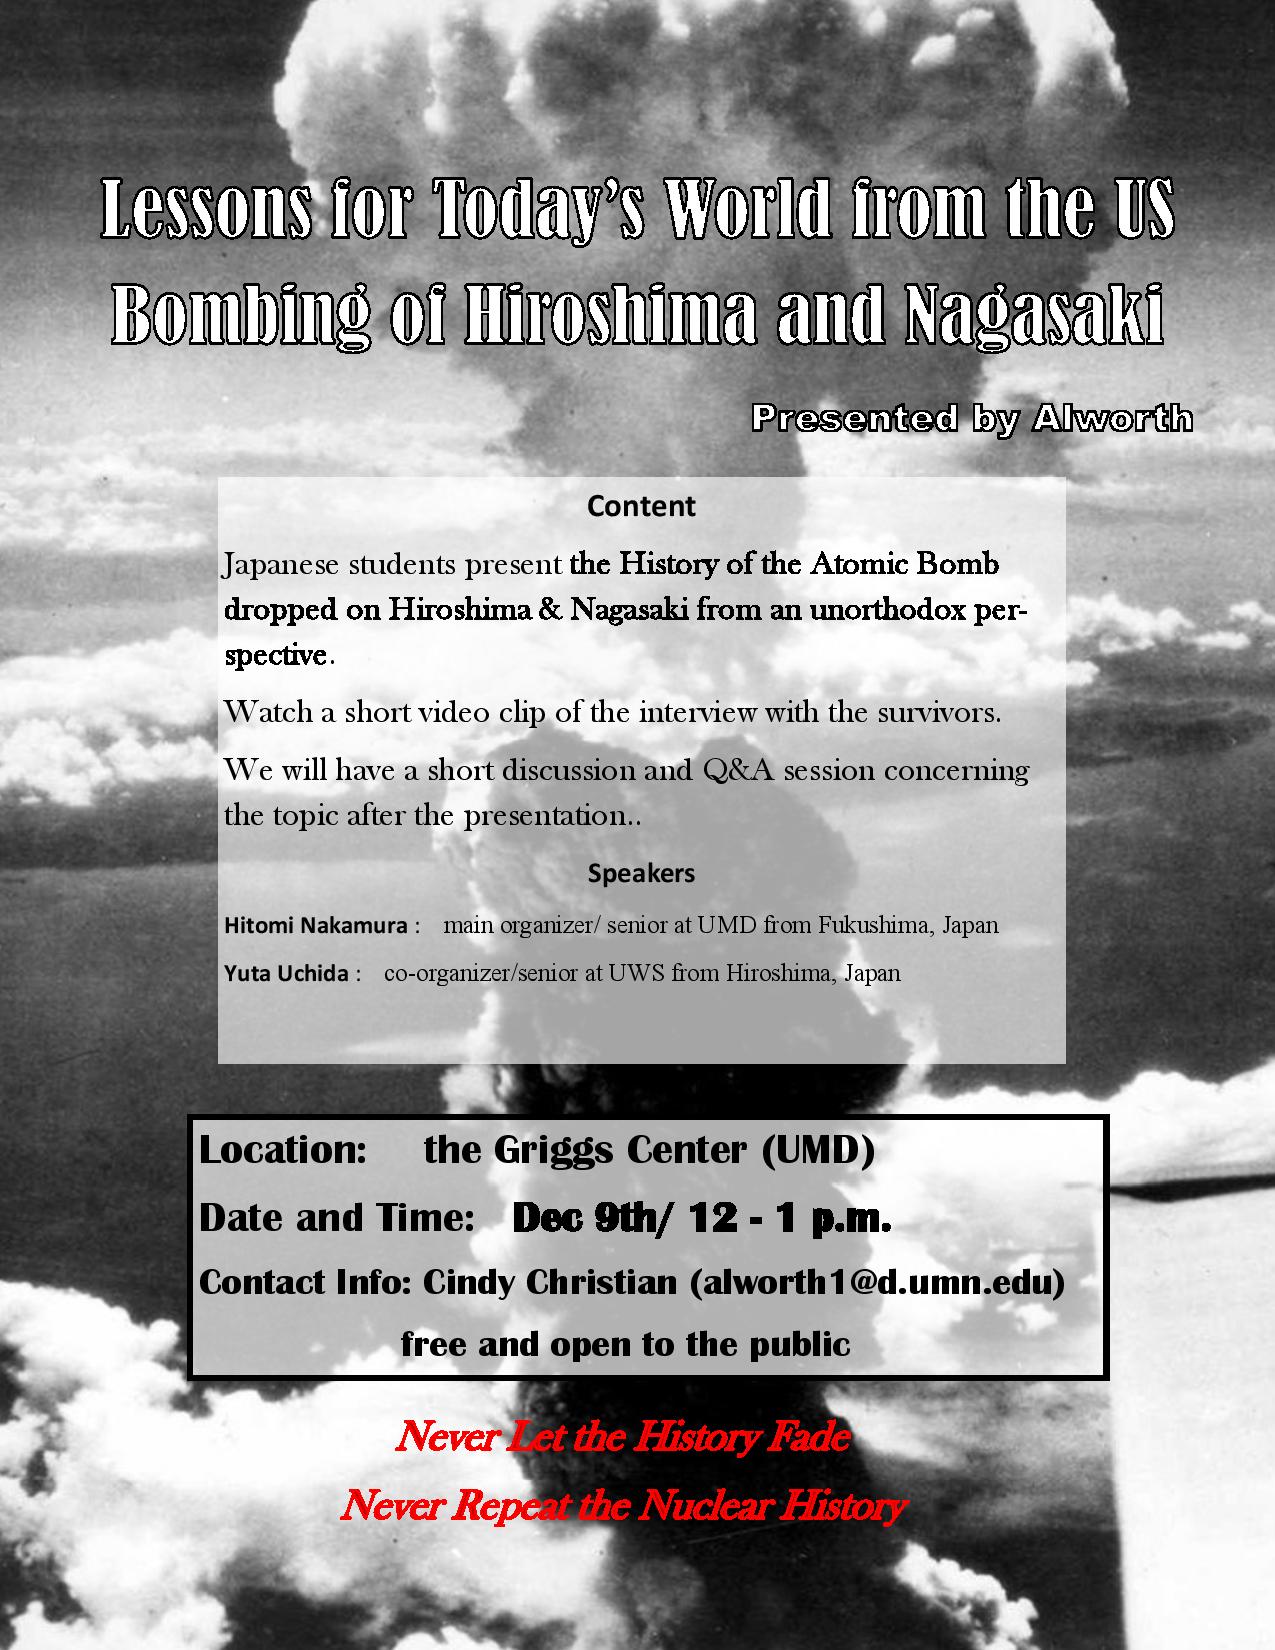 Lessons for Today's World from the US
Bombing of Hiroshima and Nagasaki
Presented by Alworth
Content
Japanese students present the History of the Atomic Bomb
dropped on Hiroshima & Nagasaki from an unorthodox per-
spective.
Watch a short video clip of the interview with the survivors.
We will have a short discussion and Q&A session concerning
the topic after the presentation..
Speakers
Hitomi Nakamura : main organizer/ senior at UMD from Fukushima, Japan
Yuta Uchida : co-organizer/senior at UWS from Hiroshima, Japan
Location: the Griggs Center (UMD)
Date and Time: Dec 9th/ 12 - 1 p.m.
Contact Info: Cindy Christian (alworth1@d.umn.edu)
free and open to the public
Never Let the History Fade
Never Repeat the Nuclear History